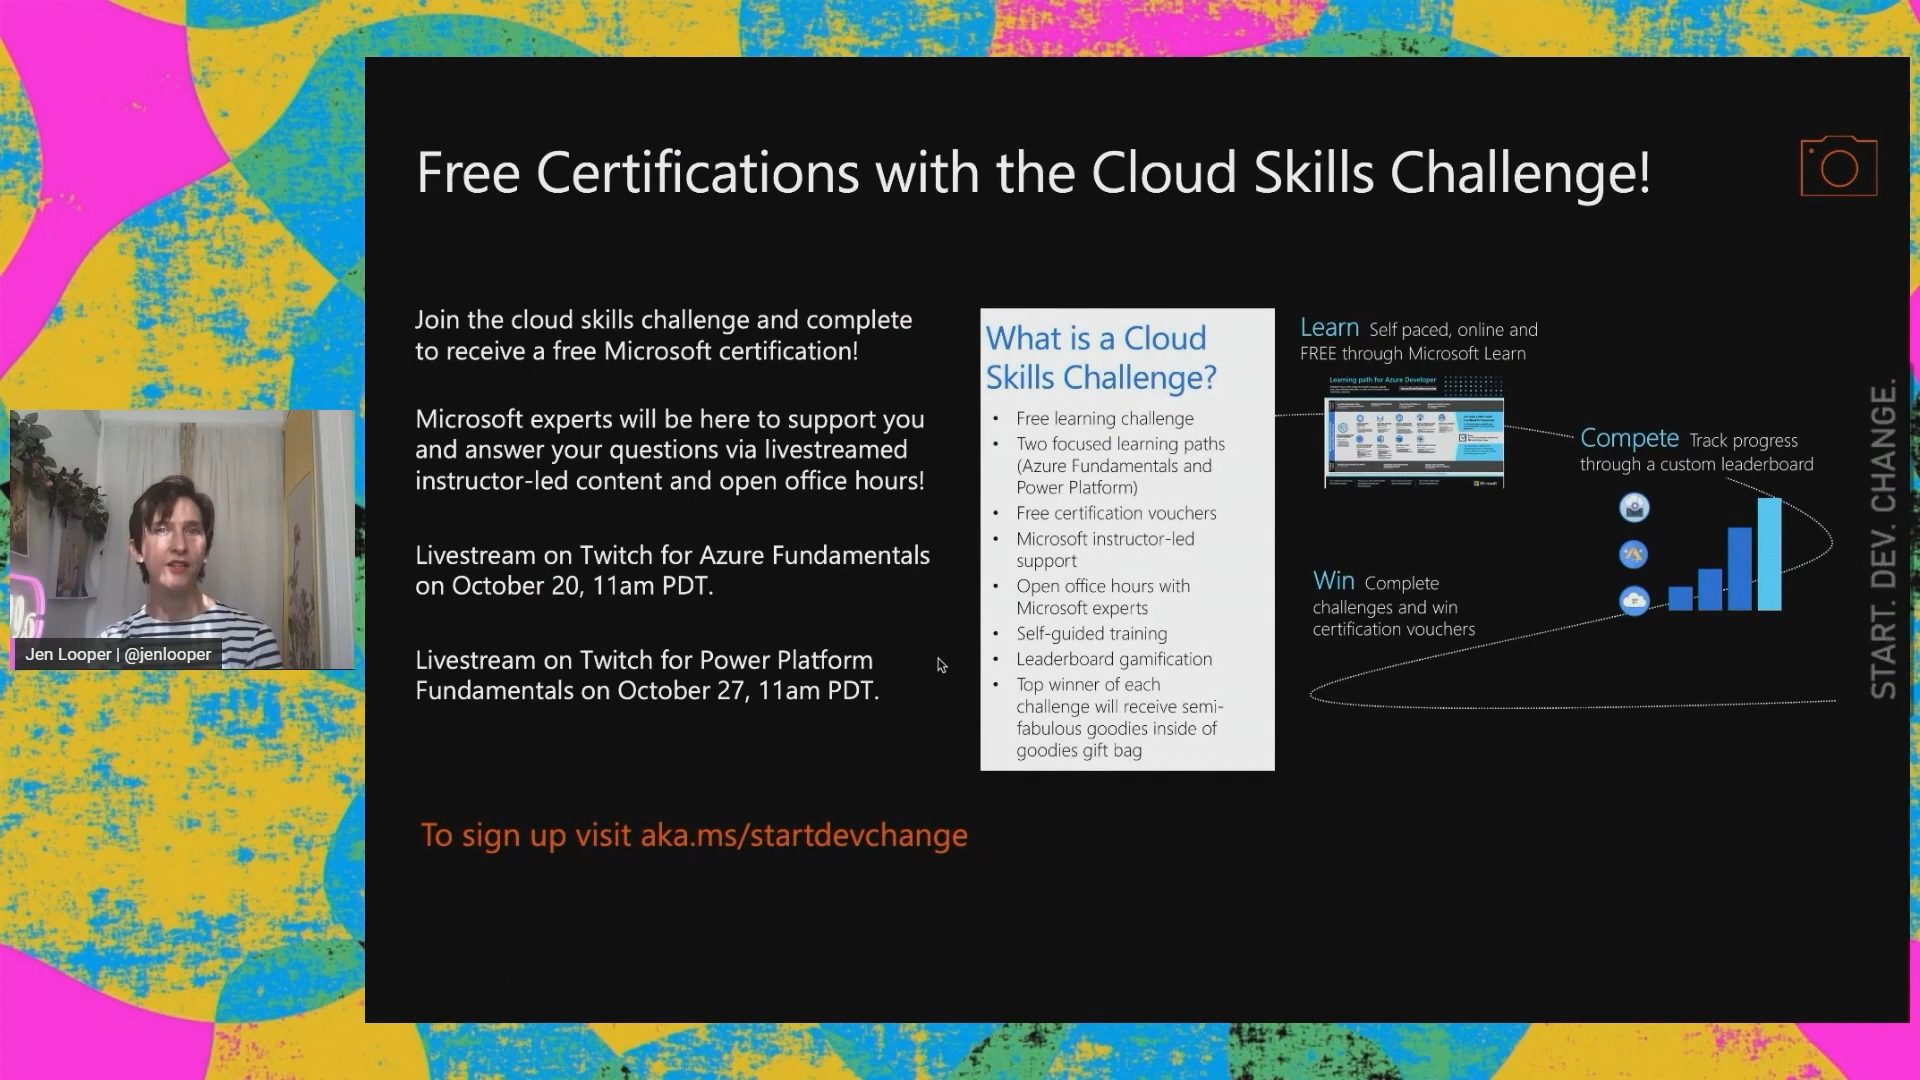 Free Certifications with the Cloud Skills Challenge!
Join the cloud skills challenge and complete
to receive a free Microsoft certification!
Microsoft experts will be here to support you
and answer your questions via livestreamed
instructor-led content and open office hours!
Livestream on Twitch for Azure Fundamentals
on October 20, 11am PDT.
Livestream on Twitch for Power Platform
Fundamentals on October 27, 11am PDT.
To sign up visit aka.ms/startdevchange
What is a Cloud
Skills Challenge?
• Free learning challenge
• Two focused learning paths
(Azure Fundamentals and
Power Platform)
• Free certification vouchers
• Microsoft instructor-led
support
• Open office hours with
Microsoft experts
• Self-guided training
• Leaderboard gamification
• Top winner of each
challenge will receive semi-
fabulous goodies inside of
goodies gift bag
Learn Self paced, online and
FREE through Microsoft Learn
Learning path for Azure Developer
Microsoft
Compete Track progress
through a custom leaderboard
Win Complete
challenges and win
certification vouchers
START. DEV. CHANGE.
Jen Looper | @jenlooper